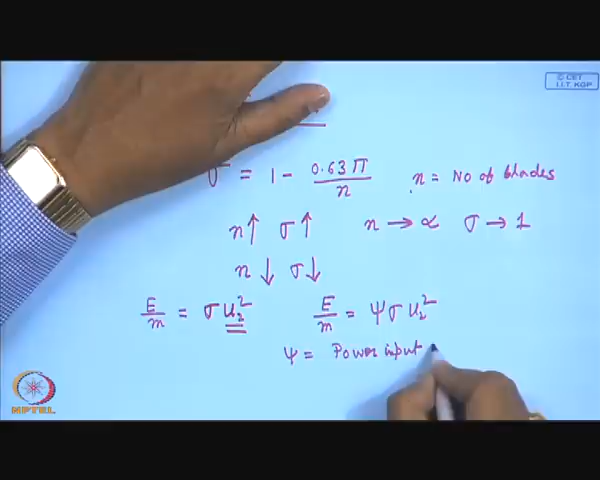 © CET
I.I.T. KGP
σ = 1 - 0.63π / n   n = No of blades
n↑ σ↑   n → ∝   σ → 1
n↓ σ↓
E/m = σ u₂²   E/m = ψ σ u₂²
ψ = Power input
NPTEL